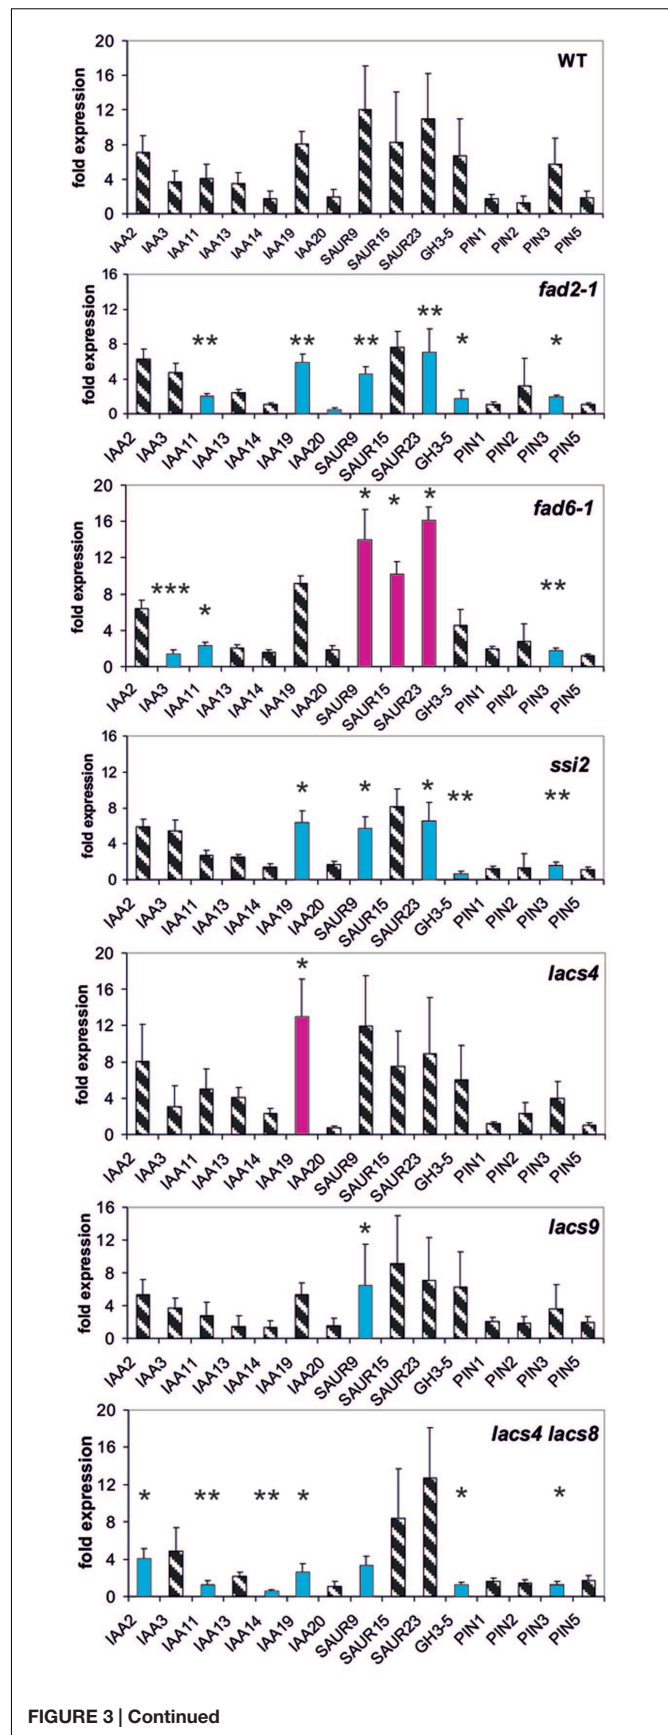 20
16
12
8
4
0
fold expression
WT
IAA2 IAA3 IAA11 IAA13 IAA14 IAA19 IAA20 SAUR9 SAUR15 SAUR23 GH3-5 PIN1 PIN2 PIN3 PIN5
16
12
8
4
0
fold expression
fad2-1
** ** ** ** * *
IAA2 IAA3 IAA11 IAA13 IAA14 IAA19 IAA20 SAUR9 SAUR15 SAUR23 GH3-5 PIN1 PIN2 PIN3 PIN5
20
16
12
8
4
0
fold expression
fad6-1
*** * * * * **
IAA2 IAA3 IAA11 IAA13 IAA14 IAA19 IAA20 SAUR9 SAUR15 SAUR23 GH3-5 PIN1 PIN2 PIN3 PIN5
16
12
8
4
0
fold expression
ssi2
* * * ** **
IAA2 IAA3 IAA11 IAA13 IAA14 IAA19 IAA20 SAUR9 SAUR15 SAUR23 GH3-5 PIN1 PIN2 PIN3 PIN5
20
16
12
8
4
0
fold expression
lacs4
*
IAA2 IAA3 IAA11 IAA13 IAA14 IAA19 IAA20 SAUR9 SAUR15 SAUR23 GH3-5 PIN1 PIN2 PIN3 PIN5
16
12
8
4
0
fold expression
lacs9
*
IAA2 IAA3 IAA11 IAA13 IAA14 IAA19 IAA20 SAUR9 SAUR15 SAUR23 GH3-5 PIN1 PIN2 PIN3 PIN5
20
16
12
8
4
0
fold expression
lacs4 lacs8
* ** ** * * *
IAA2 IAA3 IAA11 IAA13 IAA14 IAA19 IAA20 SAUR9 SAUR15 SAUR23 GH3-5 PIN1 PIN2 PIN3 PIN5
FIGURE 3 | Continued